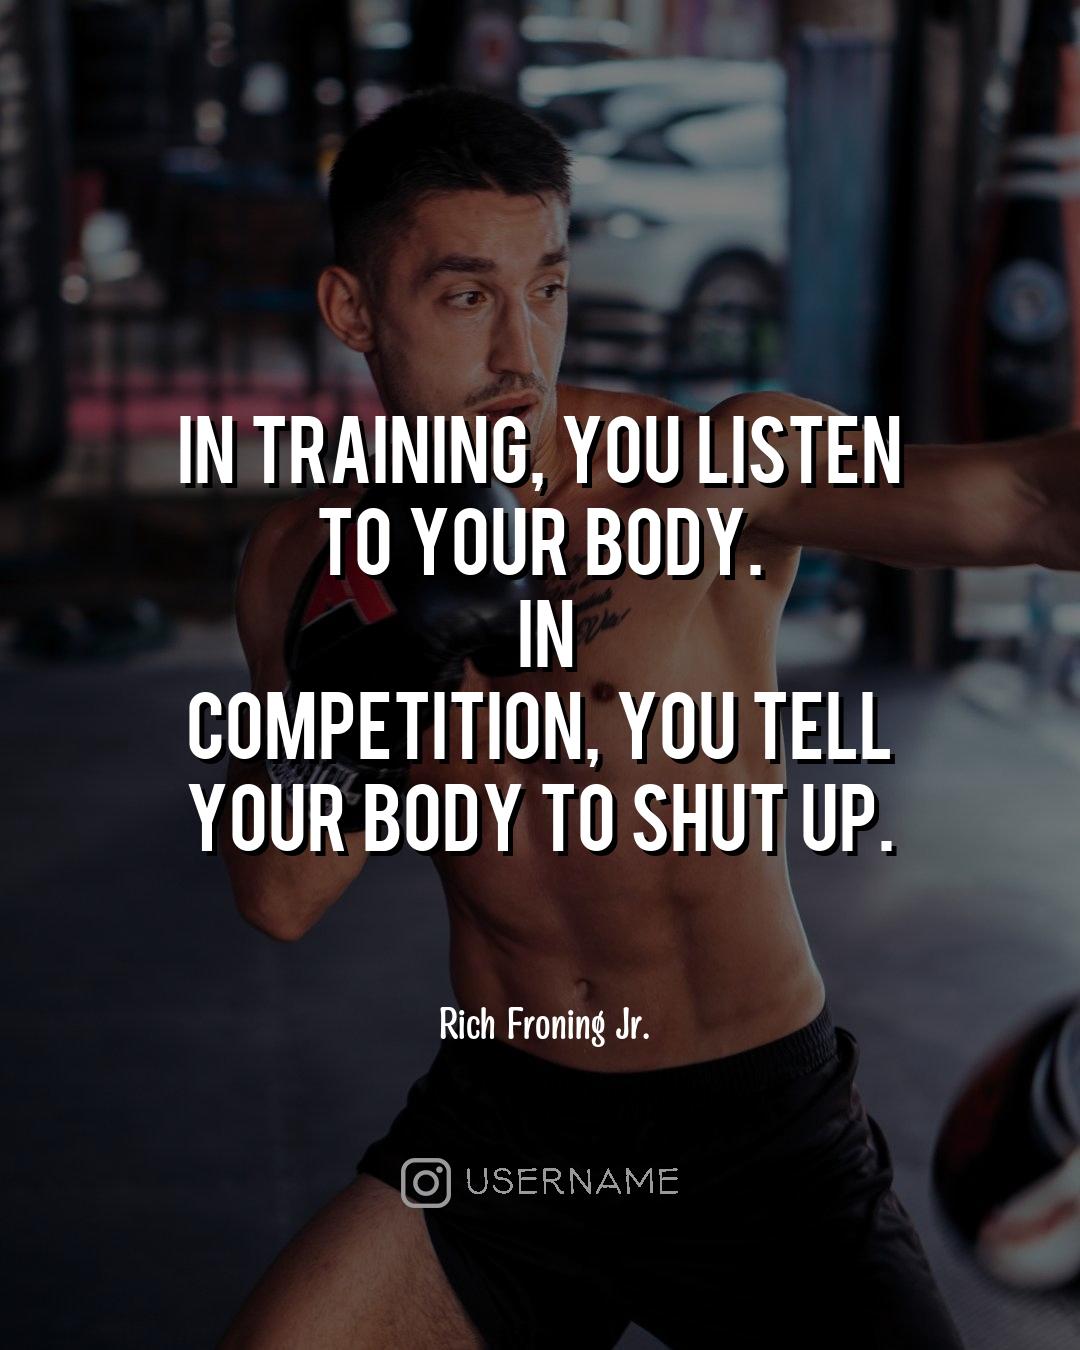 IN TRAINING, YOU LISTEN
TO YOUR BODY.
IN
COMPETITION, YOU TELL
YOUR BODY TO SHUT UP.
Rich Froning Jr.
USERNAME